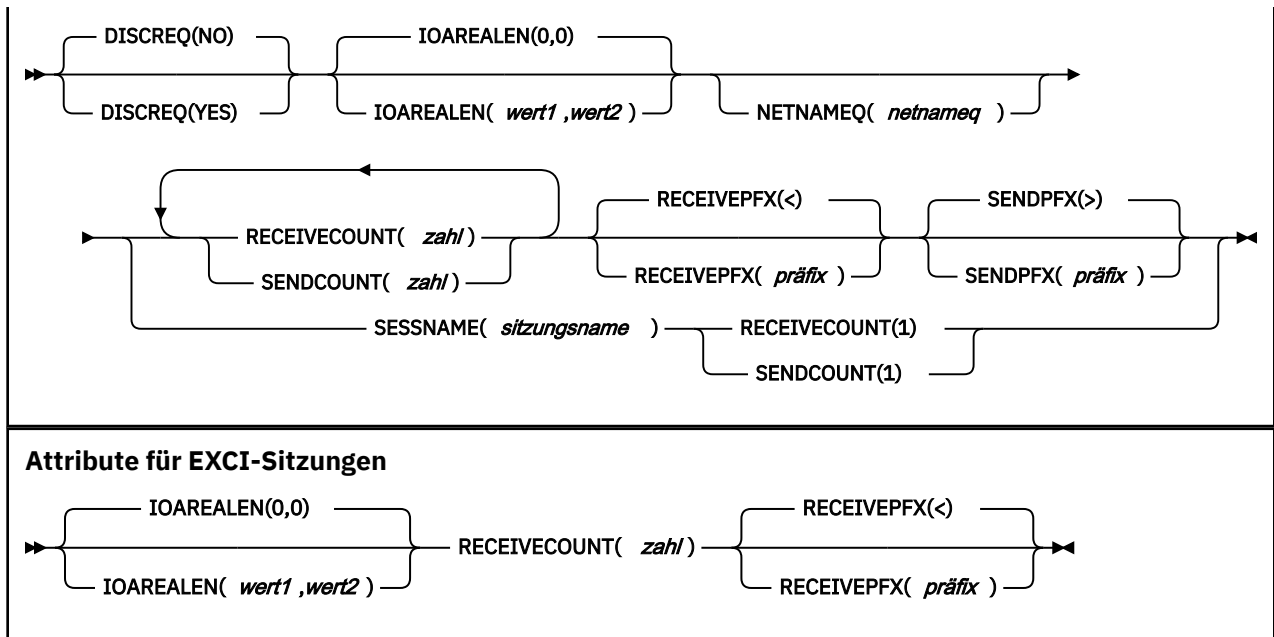 DISCREQ(NO) IOAREALEN(0,0)
DISCREQ(YES) IOAREALEN( wert1 ,wert2 ) NETNAMEQ( netnameq )
RECEIVEPFX(<) SENDPFX(>)
RECEIVECOUNT( zahl )
SENDCOUNT( zahl ) RECEIVEPFX( präfix ) SENDPFX( präfix )
SESSNAME( sitzungsname ) RECEIVECOUNT(1)
SENDCOUNT(1)
Attribute für EXCI-Sitzungen
IOAREALEN(0,0) RECEIVEPFX(<)
RECEIVECOUNT( zahl )
IOAREALEN( wert1 ,wert2 ) RECEIVEPFX( präfix )